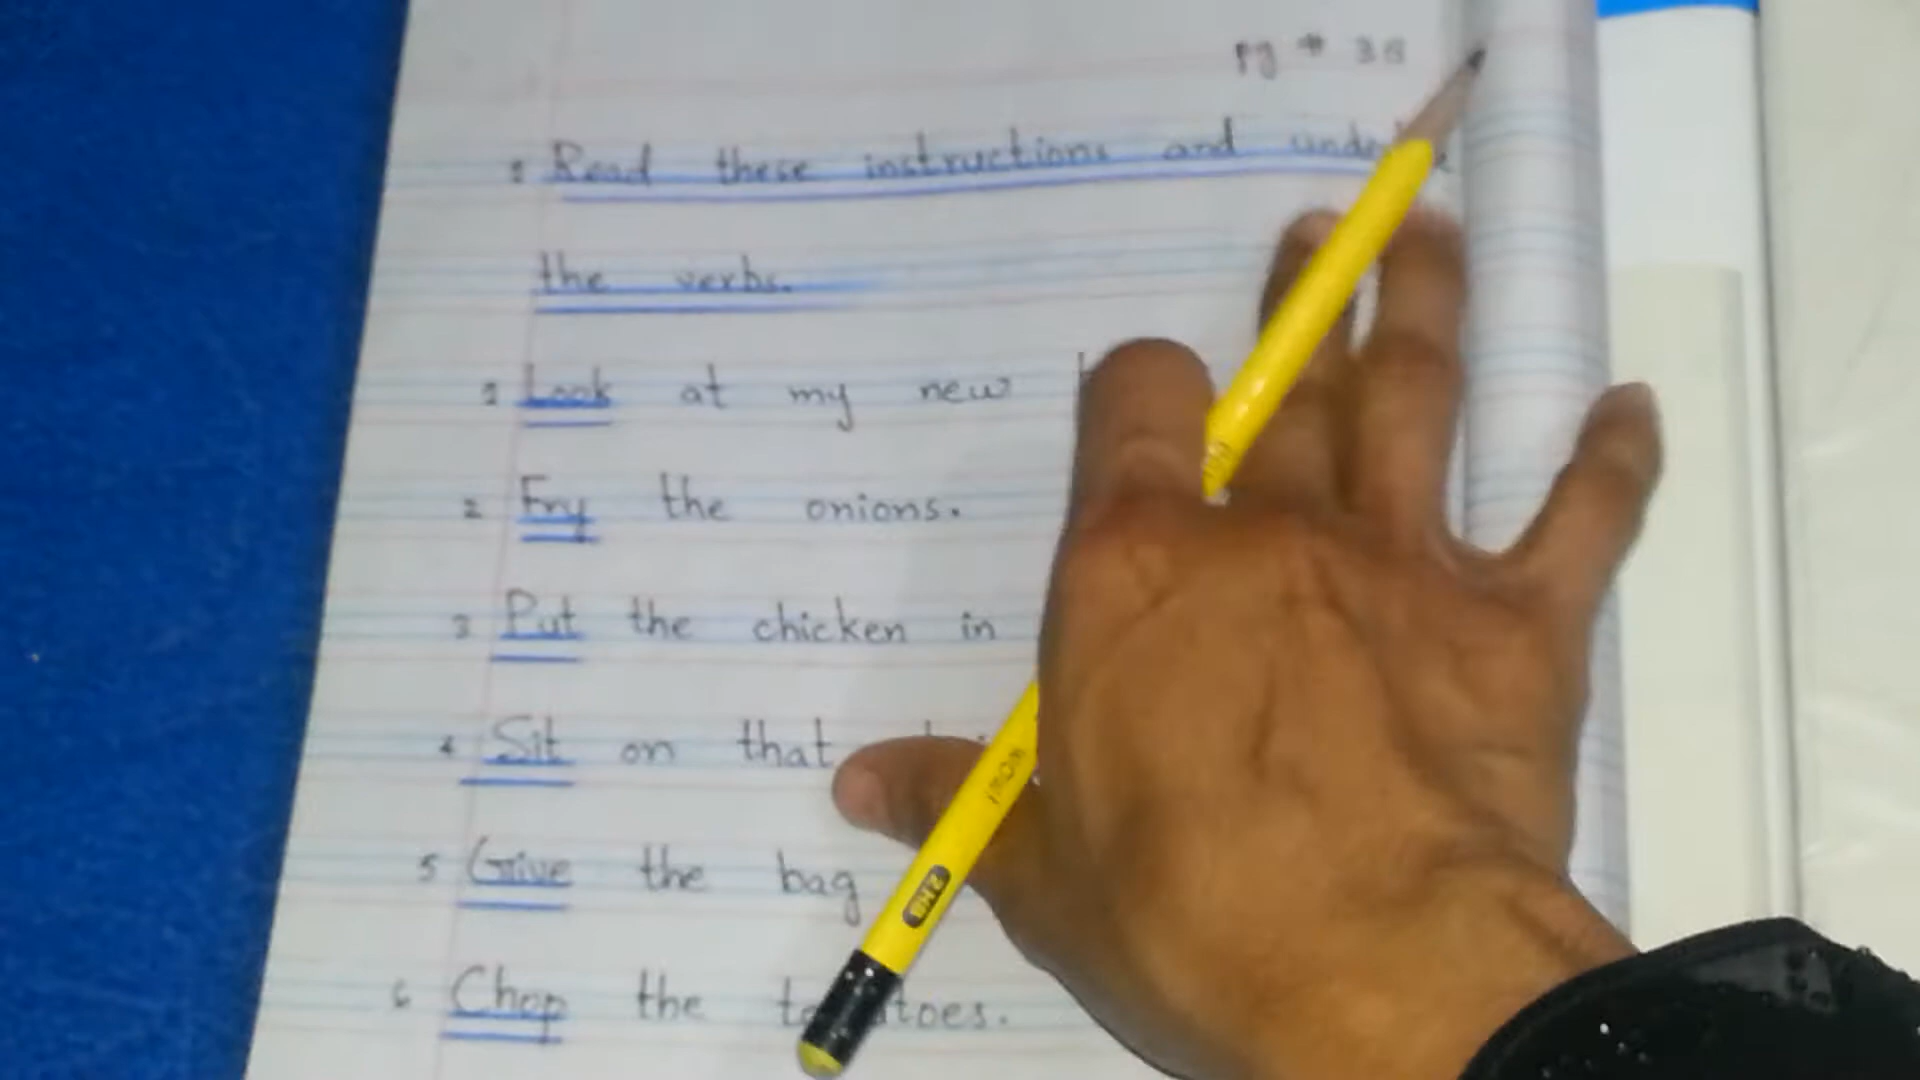 pg # 38
Read these instructions and
the verbs.
1 Look at my new
2 Fry the onions.
3 Put the chicken in
4 Sit on that
5 Give the bag
6 Chop the
2HB